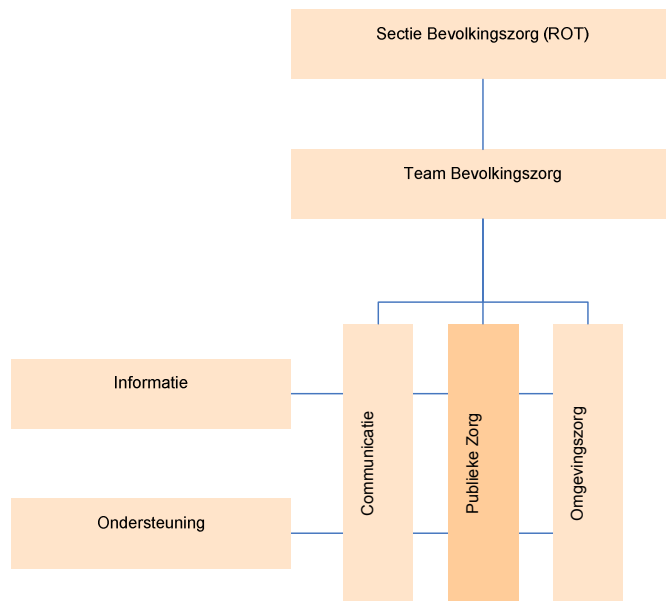 Sectie Bevolkingszorg (ROT)
Team Bevolkingszorg
Informatie
Ondersteuning
Communicatie
Publieke Zorg
Omgevingszorg